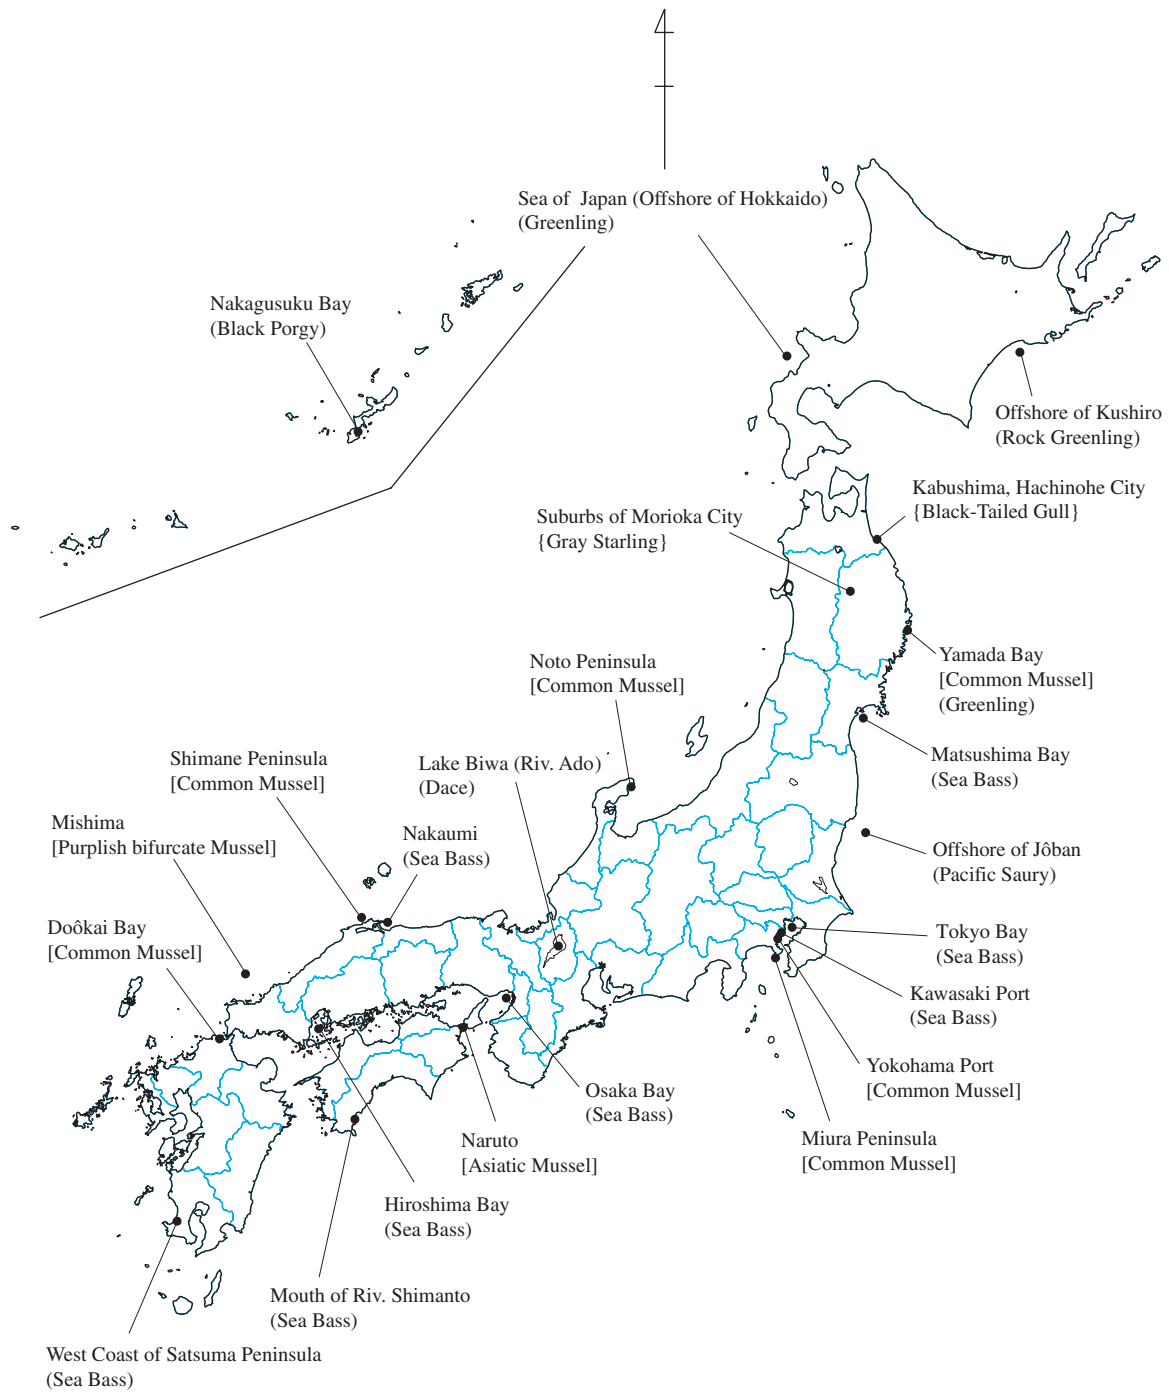 Sea of Japan (Offshore of Hokkaido)
(Greenling)
Nakagusuku Bay
(Black Porgy)
Offshore of Kushiro
(Rock Greenling)
Kabushima, Hachinohe City
{Black-Tailed Gull}
Suburbs of Morioka City
{Gray Starling}
Yamada Bay
[Common Mussel]
(Greenling)
Noto Peninsula
[Common Mussel]
Matsushima Bay
(Sea Bass)
Shimane Peninsula
[Common Mussel]
Lake Biwa (Riv. Ado)
(Dace)
Mishima
[Purplish bifurcate Mussel]
Nakaumi
(Sea Bass)
Offshore of Jôban
(Pacific Saury)
Doôkai Bay
[Common Mussel]
Tokyo Bay
(Sea Bass)
Kawasaki Port
(Sea Bass)
Yokohama Port
[Common Mussel]
Osaka Bay
(Sea Bass)
Miura Peninsula
[Common Mussel]
Naruto
[Asiatic Mussel]
Hiroshima Bay
(Sea Bass)
Mouth of Riv. Shimanto
(Sea Bass)
West Coast of Satsuma Peninsula
(Sea Bass)